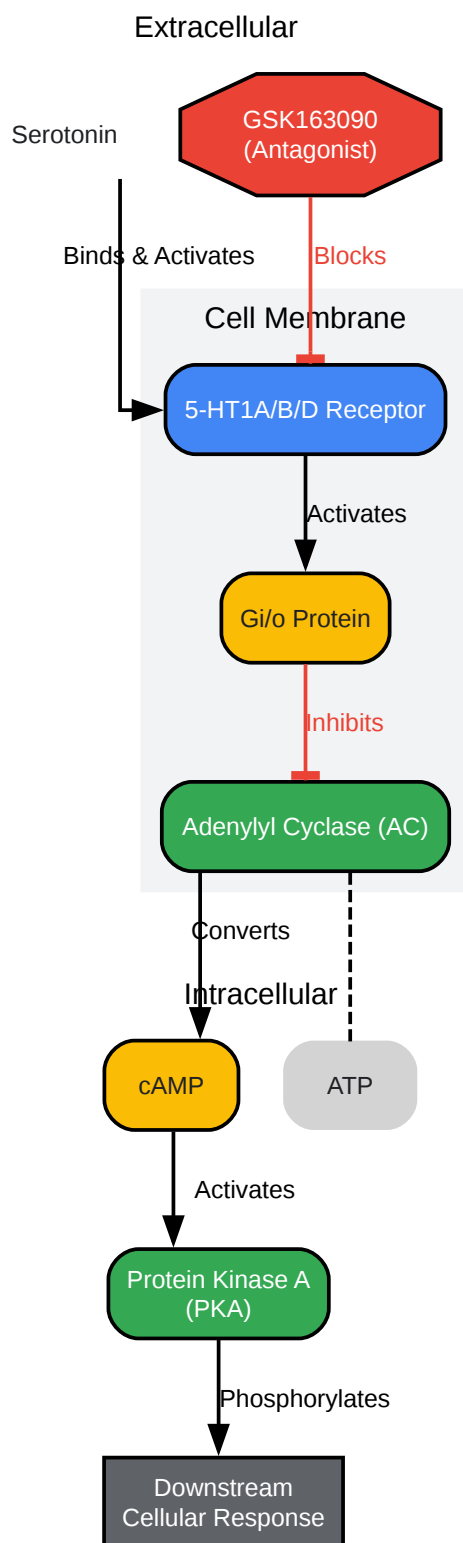 Extracellular
GSK163090
(Antagonist)
Serotonin
Binds & Activates
Blocks
Cell Membrane
5-HT1A/B/D Receptor
Activates
Gi/o Protein
Inhibits
Adenylyl Cyclase (AC)
Converts
Intracellular
cAMP
ATP
Activates
Protein Kinase A
(PKA)
Phosphorylates
Downstream
Cellular Response